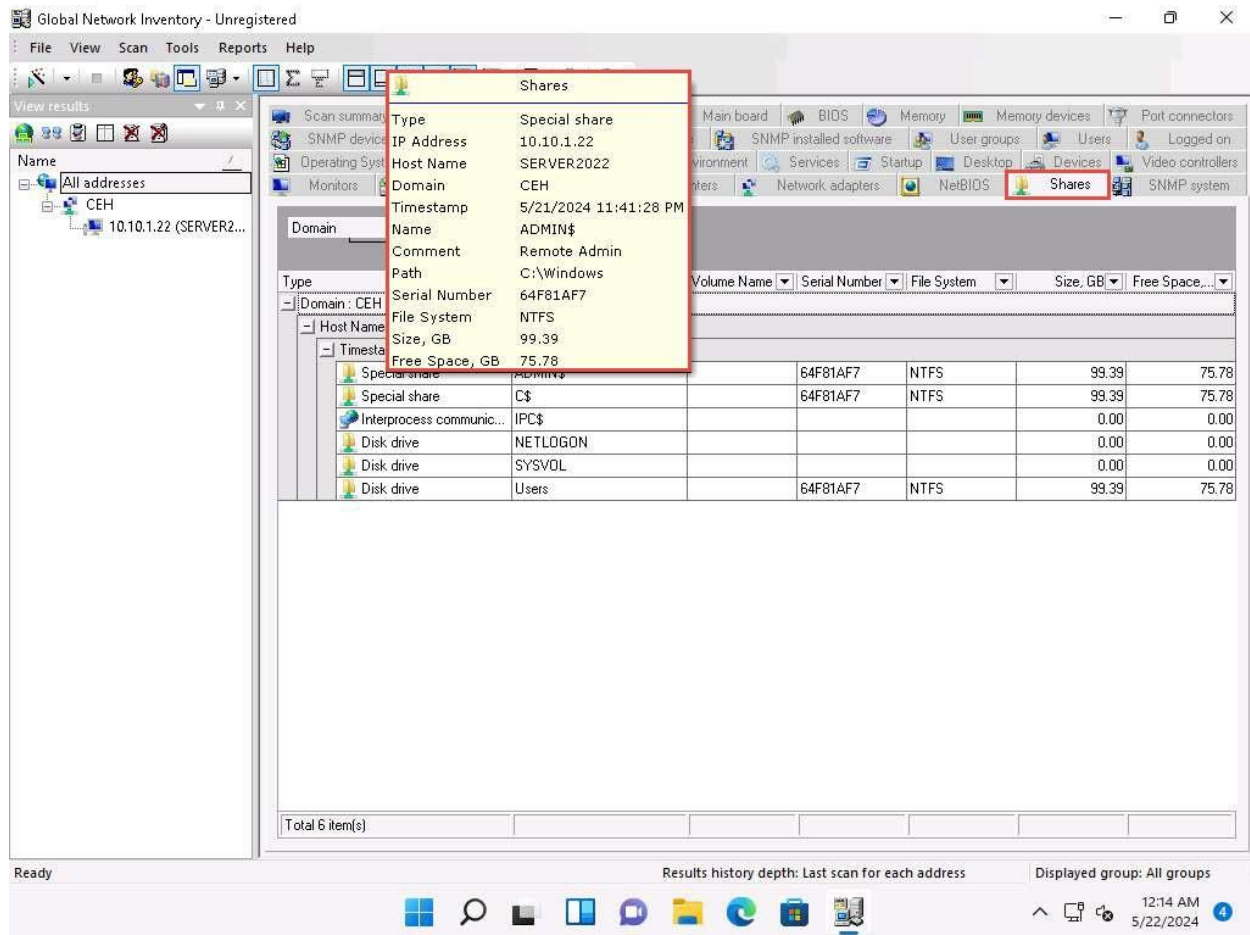 Global Network Inventory - Unregistered
File View Scan Tools Reports Help
View results
Name
All addresses
CEH
10.10.1.22 (SERVER2...
Shares
Type Special share
IP Address 10.10.1.22
Host Name SERVER2022
Domain CEH
Timestamp 5/21/2024 11:41:28 PM
Name ADMIN$
Comment Remote Admin
Path C:\Windows
Serial Number 64F81AF7
File System NTFS
Size, GB 99.39
Free Space, GB 75.78
Scan summary Main board BIOS Memory Memory devices Port connectors
SNMP device SNMP installed software User groups Users Logged on
Operating Syst Services Startup Desktop Devices Video controllers
Monitors Network adapters NetBIOS Shares SNMP system
Domain
Type Volume Name Serial Number File System Size, GB Free Space,...
Domain : CEH
Host Name
Timesta
Special share ADMIN$ 64F81AF7 NTFS 99.39 75.78
Special share C$ 64F81AF7 NTFS 99.39 75.78
Interprocess communic... IPC$ 0.00 0.00
Disk drive NETLOGON 0.00 0.00
Disk drive SYSVOL 0.00 0.00
Disk drive Users 64F81AF7 NTFS 99.39 75.78
Total 6 item(s)
Ready Results history depth: Last scan for each address Displayed group: All groups
12:14 AM
5/22/2024 4